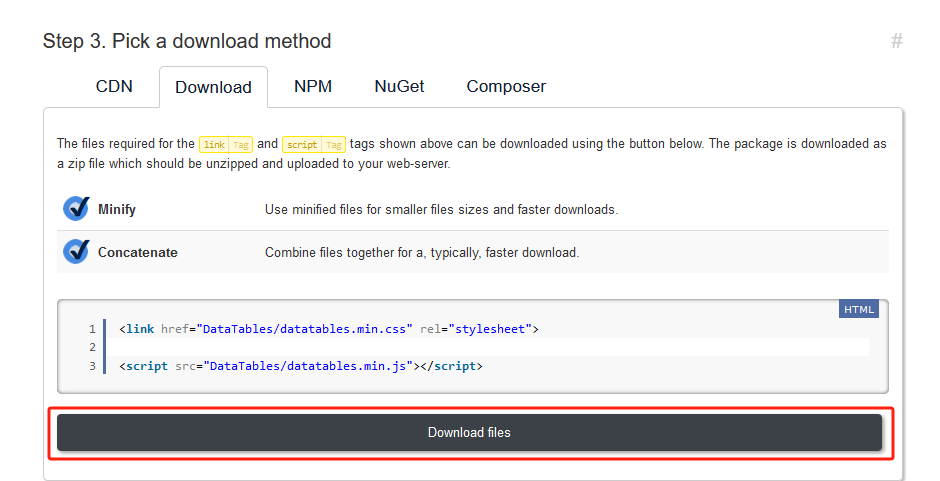 Step 3. Pick a download method #
CDN Download NPM NuGet Composer
The files required for the link Tag and script Tag tags shown above can be downloaded using the button below. The package is downloaded as
a zip file which should be unzipped and uploaded to your web-server.
Minify Use minified files for smaller files sizes and faster downloads.
Concatenate Combine files together for a, typically, faster download.
HTML
1 <link href="DataTables/datatables.min.css" rel="stylesheet">
2
3 <script src="DataTables/datatables.min.js"></script>
Download files